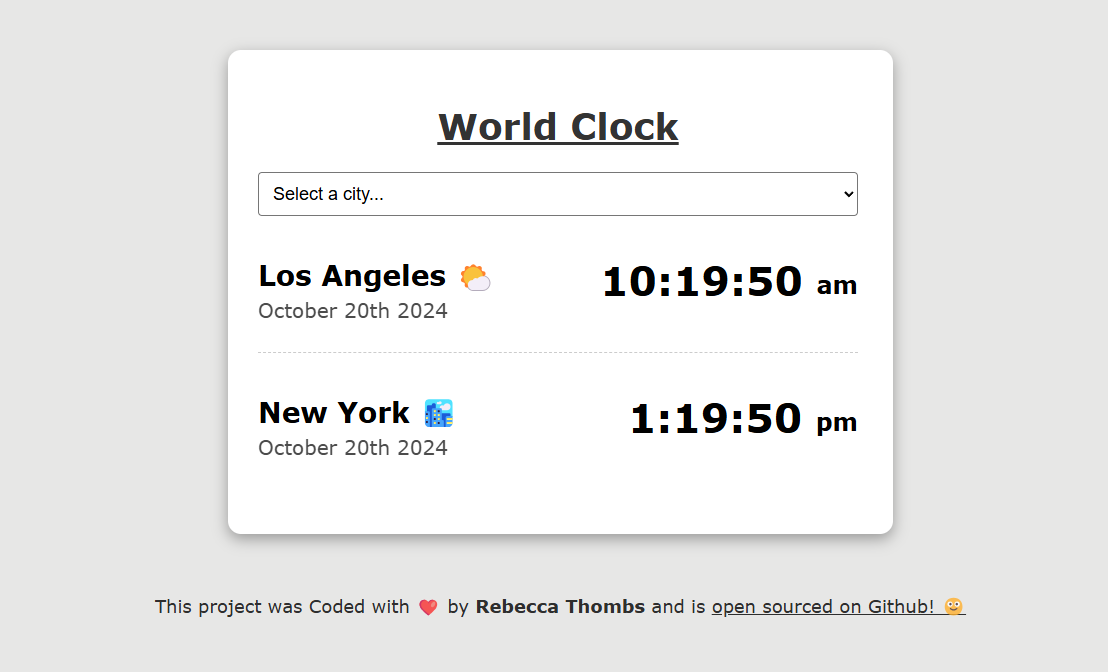 World Clock
Select a city...
Los Angeles 🌤️
10:19:50 am
October 20th 2024
New York 🏙️
1:19:50 pm
October 20th 2024
This project was Coded with ❤️ by Rebecca Thombs and is open sourced on Github! 🙂